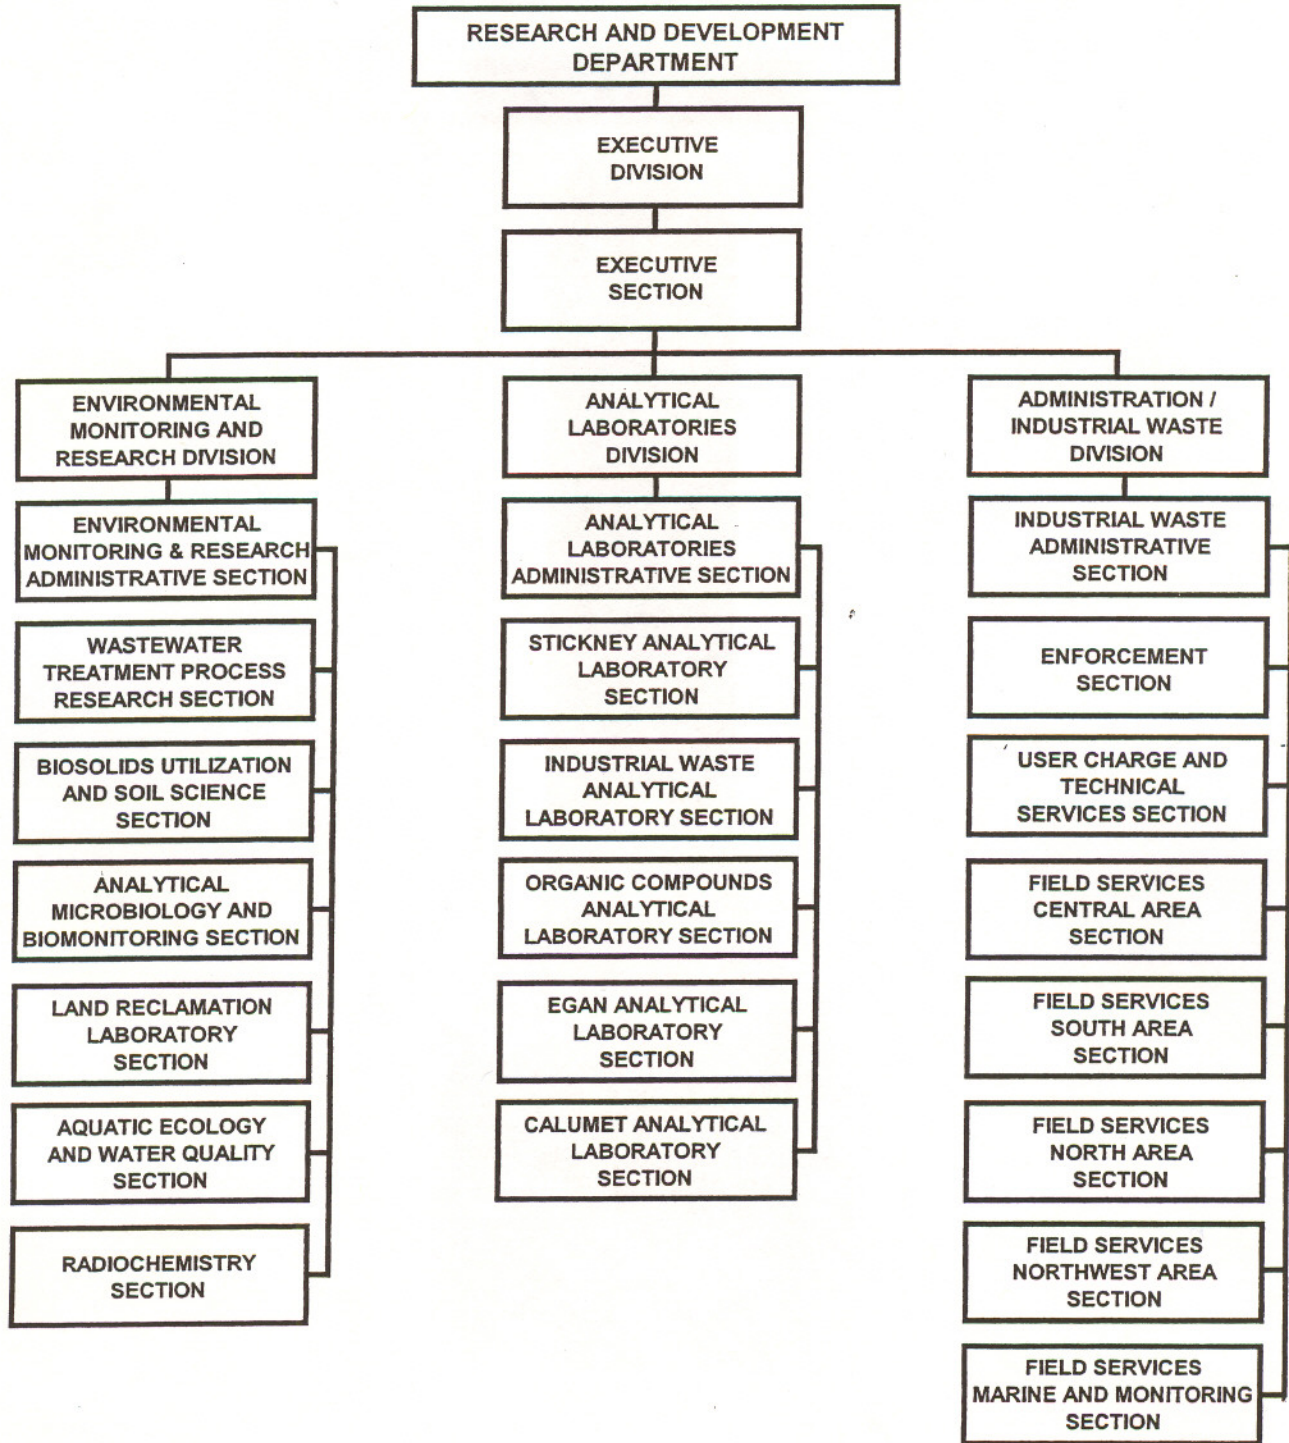 RESEARCH AND DEVELOPMENT
DEPARTMENT
EXECUTIVE
DIVISION
EXECUTIVE
SECTION
ENVIRONMENTAL
MONITORING AND
RESEARCH DIVISION
ENVIRONMENTAL
MONITORING & RESEARCH
ADMINISTRATIVE SECTION
WASTEWATER
TREATMENT PROCESS
RESEARCH SECTION
BIOSOLIDS UTILIZATION
AND SOIL SCIENCE
SECTION
ANALYTICAL
MICROBIOLOGY AND
BIOMONITORING SECTION
LAND RECLAMATION
LABORATORY
SECTION
AQUATIC ECOLOGY
AND WATER QUALITY
SECTION
RADIOCHEMISTRY
SECTION
ANALYTICAL
LABORATORIES
DIVISION
ANALYTICAL
LABORATORIES
ADMINISTRATIVE SECTION
STICKNEY ANALYTICAL
LABORATORY
SECTION
INDUSTRIAL WASTE
ANALYTICAL
LABORATORY SECTION
ORGANIC COMPOUNDS
ANALYTICAL
LABORATORY SECTION
EGAN ANALYTICAL
LABORATORY
SECTION
CALUMET ANALYTICAL
LABORATORY
SECTION
ADMINISTRATION /
INDUSTRIAL WASTE
DIVISION
INDUSTRIAL WASTE
ADMINISTRATIVE
SECTION
ENFORCEMENT
SECTION
USER CHARGE AND
TECHNICAL
SERVICES SECTION
FIELD SERVICES
CENTRAL AREA
SECTION
FIELD SERVICES
SOUTH AREA
SECTION
FIELD SERVICES
NORTH AREA
SECTION
FIELD SERVICES
NORTHWEST AREA
SECTION
FIELD SERVICES
MARINE AND MONITORING
SECTION